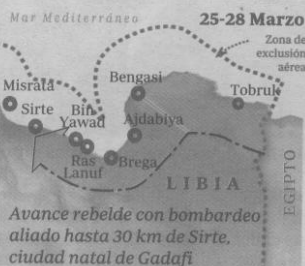 Mar Mediterráneo
25-28 Marzo
Zona de
exclusión
aérea
Misrata
Sirte
Bin
Yawad
Ras
Lanuf
Bengasi
Ajdabiya
Brega
Tobruk
LIBIA
EGIPTO
Avance rebelde con bombardeo
aliado hasta 30 km de Sirte,
ciudad natal de Gadafi